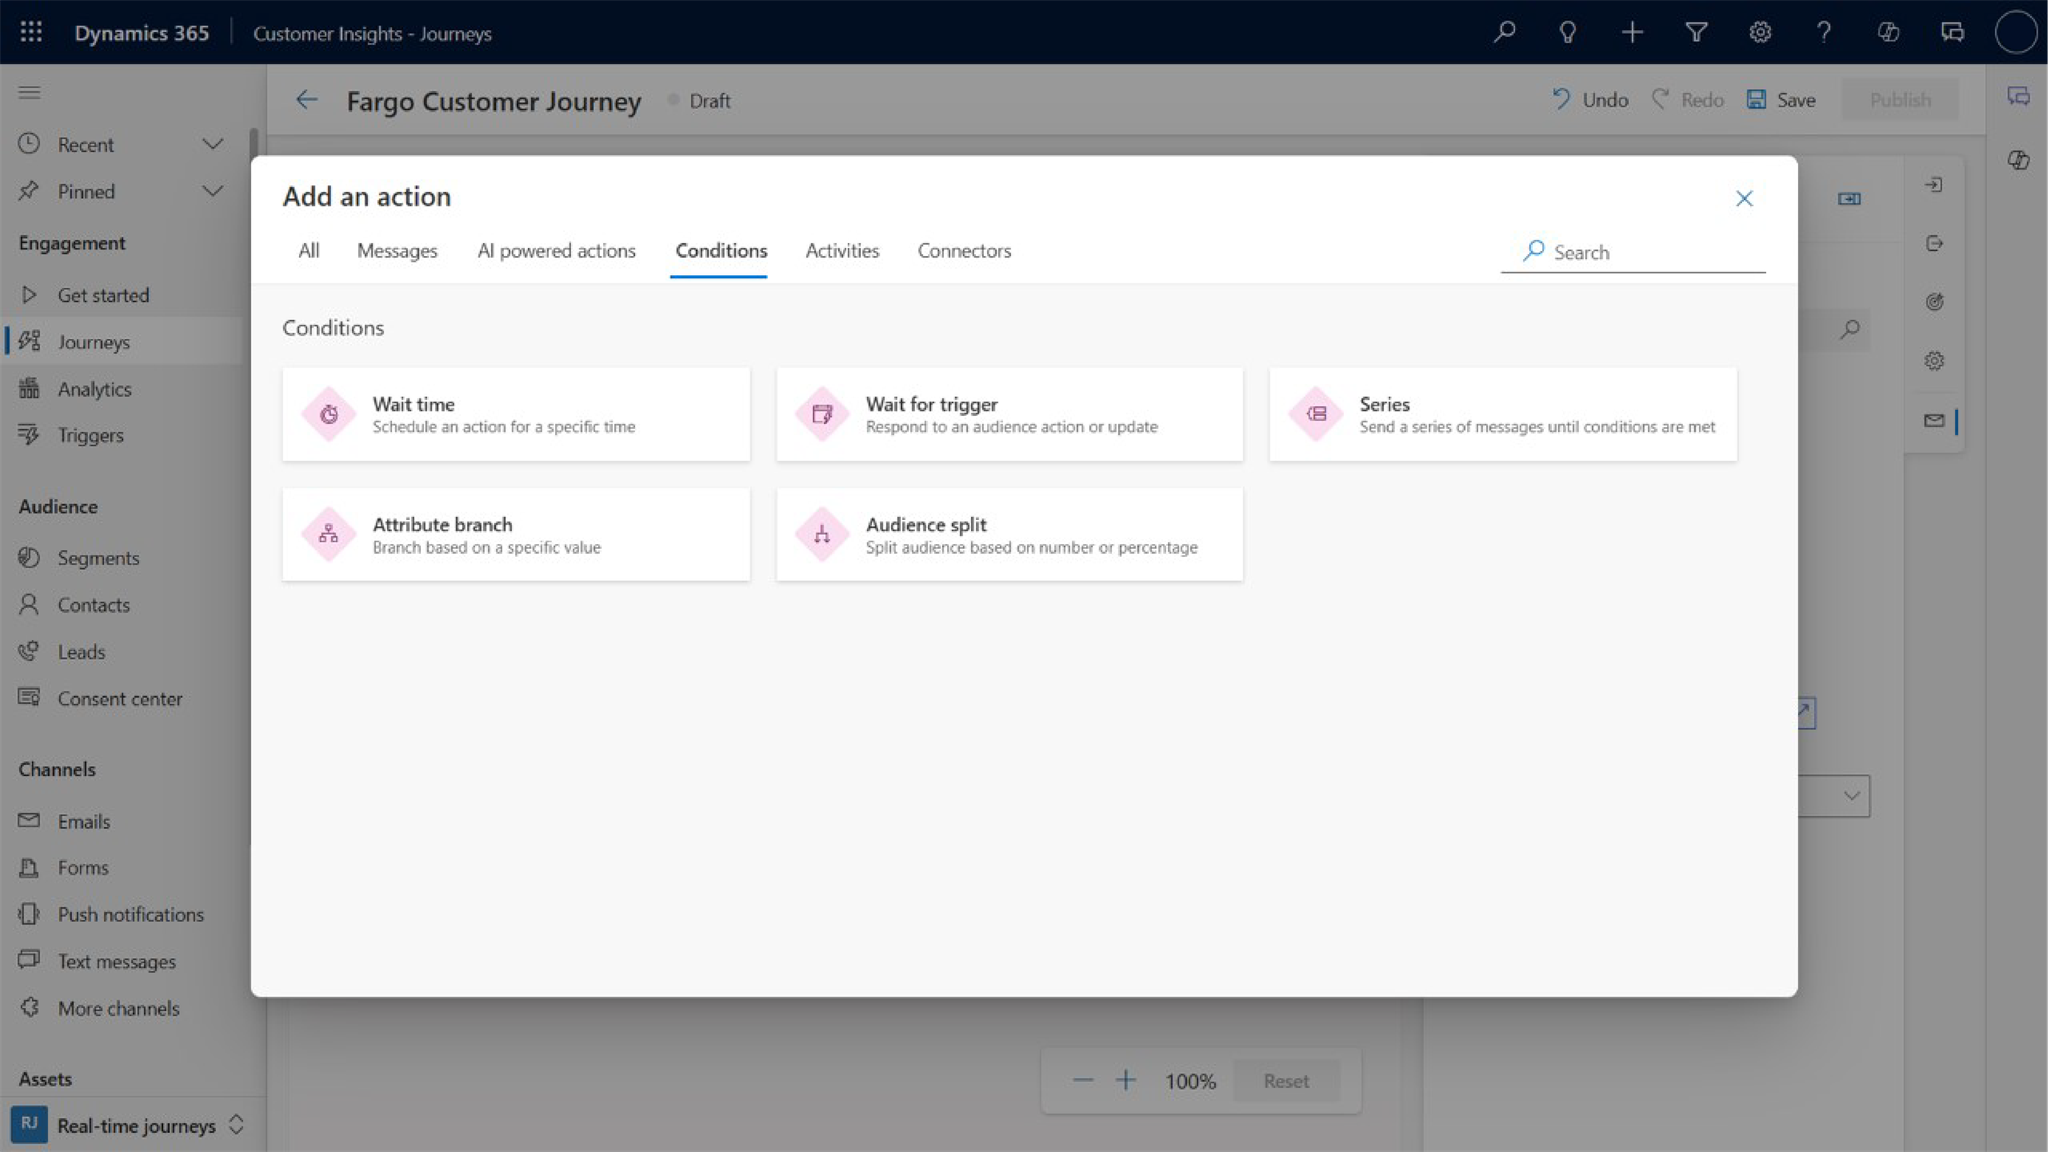 Dynamics 365
Customer Insights - Journeys
Fargo Customer Journey
Draft
Undo
Redo
Save
Publish
Recent
Pinned
Engagement
Get started
Journeys
Analytics
Triggers
Audience
Segments
Contacts
Leads
Consent center
Channels
Emails
Forms
Push notifications
Text messages
More channels
Assets
RJ
Real-time journeys
Add an action
All
Messages
AI powered actions
Conditions
Activities
Connectors
Search
Conditions
Wait time
Schedule an action for a specific time
Wait for trigger
Respond to an audience action or update
Series
Send a series of messages until conditions are met
Attribute branch
Branch based on a specific value
Audience split
Split audience based on number or percentage
100%
Reset